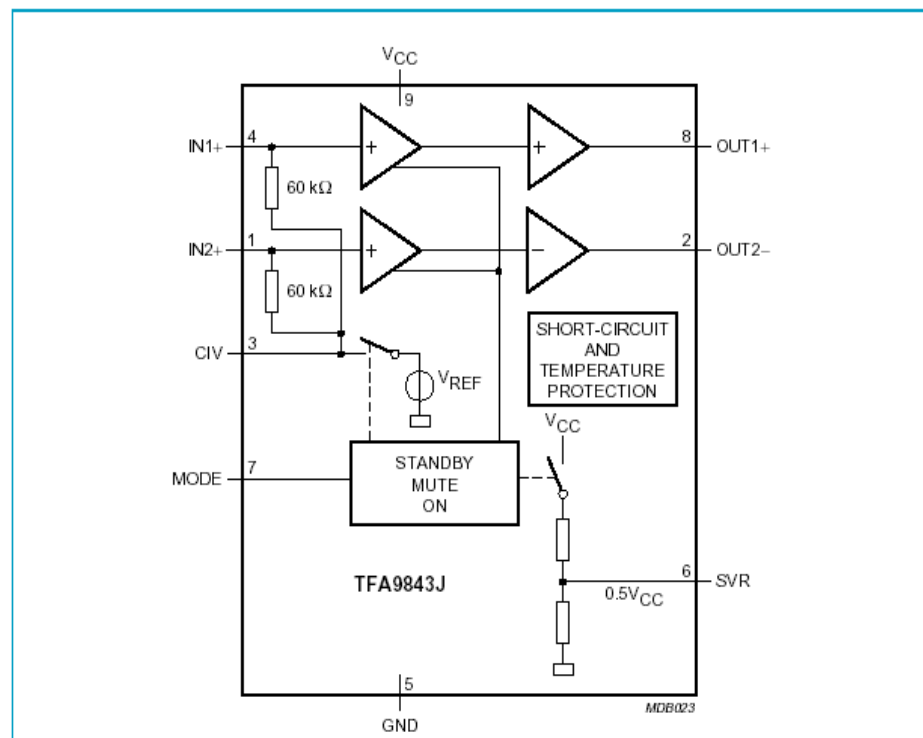 VCC
9
IN1+ 4
8 OUT1+
60 kΩ
IN2+ 1
2 OUT2−
60 kΩ
SHORT-CIRCUIT
AND
TEMPERATURE
PROTECTION
CIV 3
VREF
VCC
MODE 7
STANDBY
MUTE
ON
TFA9843J
6 SVR
0.5VCC
5
GND
MDB023
+
+
+
−